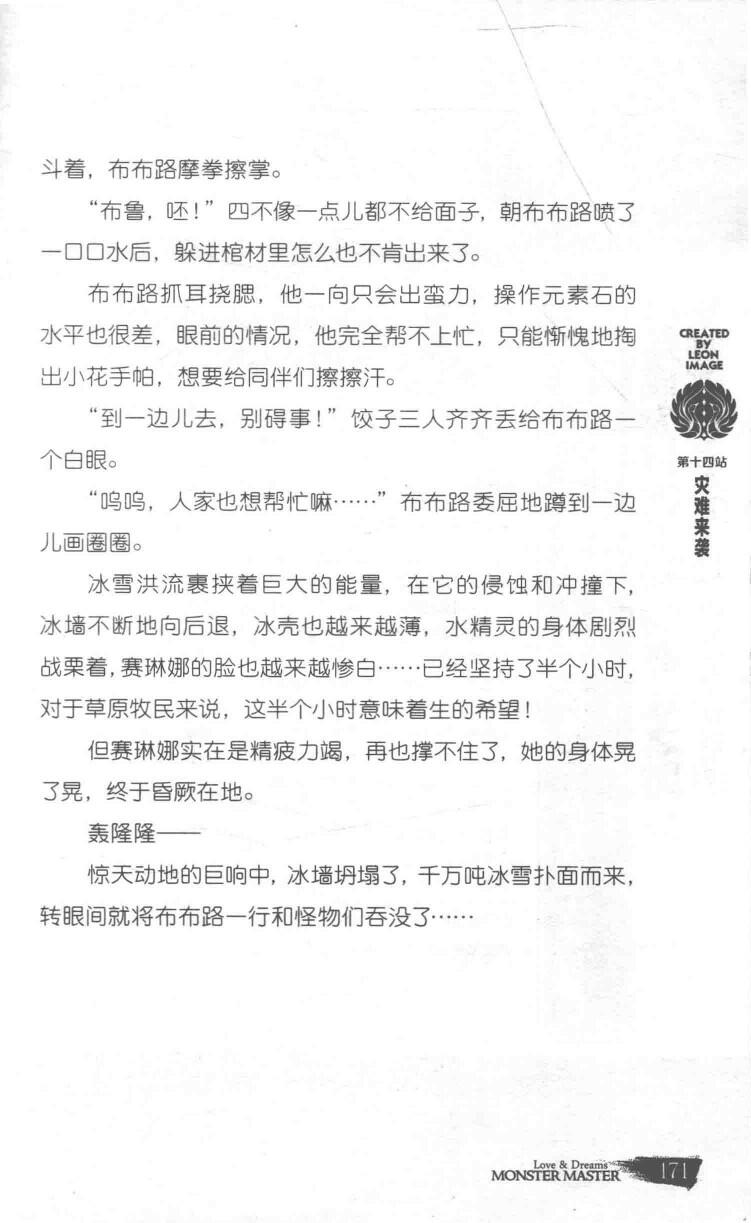 斗着，布布路摩拳擦掌。
“布鲁，呸！”四不像一点儿都不给面子，朝布布路喷了
一口口水后，躲进棺材里怎么也不肯出来了。
布布路抓耳挠腮，他一向只会出蛮力，操作元素石的
水平也很差，眼前的情况，他完全帮不上忙，只能惭愧地掏
出小花手帕，想要给同伴们擦擦汗。
“到一边儿去，别碍事！”饺子三人齐齐丢给布布路一
个白眼。
“呜呜，人家也想帮忙嘛……”布布路委屈地蹲到一边
儿画圈圈。
冰雪洪流裹挟着巨大的能量，在它的侵蚀和冲撞下，
冰墙不断地向后退，冰壳也越来越薄，水精灵的身体剧烈
战栗着，赛琳娜的脸也越来越惨白……已经坚持了半个小时，
对于草原牧民来说，这半个小时意味着生的希望！
但赛琳娜实在是精疲力竭，再也撑不住了，她的身体晃
了晃，终于昏厥在地。
轰隆隆——
惊天动地的巨响中，冰墙坍塌了，千万吨冰雪扑面而来，
转眼间就将布布路一行和怪物们吞没了……
CREATED
BY
LEON
IMAGE
第十四站
灾难来袭
Love & Dreams
MONSTER MASTER
171